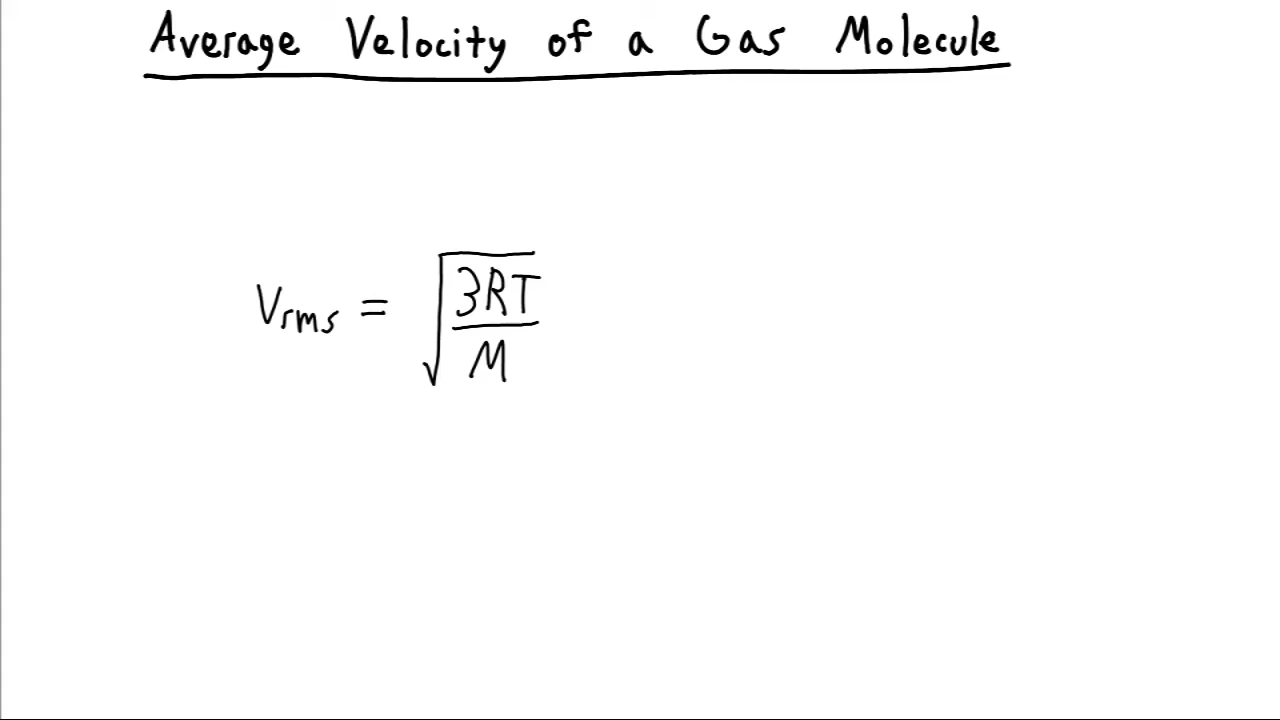 Average Velocity of a Gas Molecule
Vrms = √(3RT/M)